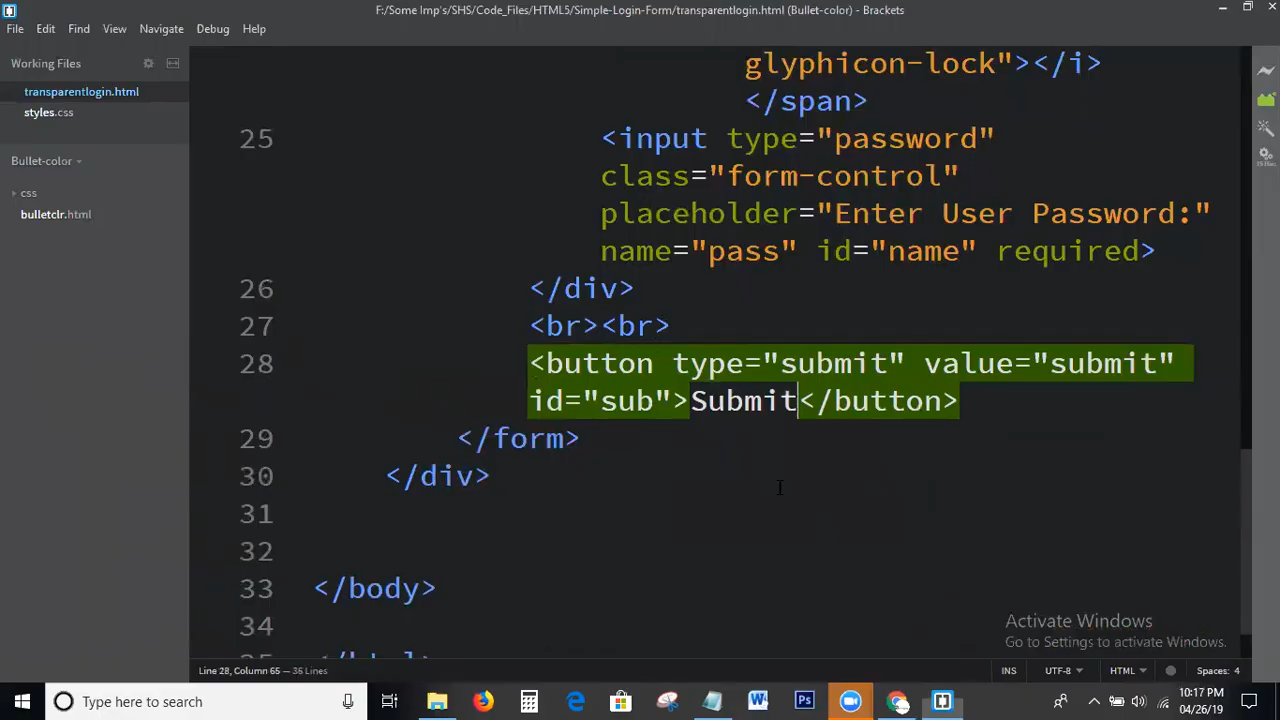 F:/Some Imp's/SHS/Code_Files/HTML5/Simple-Login-Form/transparentlogin.html (Bullet-color) - Brackets
File Edit Find View Navigate Debug Help
Working Files
transparentlogin.html
styles.css
Bullet-color
css
bulletclr.html
glyphicon-lock"></i>
</span>
25 <input type="password"
class="form-control"
placeholder="Enter User Password:"
name="pass" id="name" required>
26 </div>
27 <br><br>
28 <button type="submit" value="submit"
id="sub">Submit</button>
29 </form>
30 </div>
31
32
33 </body>
34
Activate Windows
Go to Settings to activate Windows.
Line 28, Column 65 — 36 Lines
INS UTF-8 HTML Spaces: 4
Type here to search
10:17 PM
04/26/19